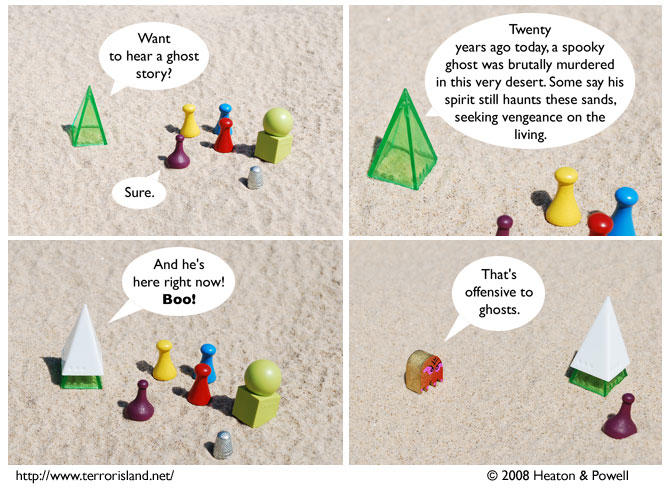 Want
to hear a ghost
story?
Sure.
Twenty
years ago today, a spooky
ghost was brutally murdered
in this very desert. Some say his
spirit still haunts these sands,
seeking vengeance on the
living.
And he's
here right now!
Boo!
That's
offensive to
ghosts.
http://www.terrorisland.net/
© 2008 Heaton & Powell